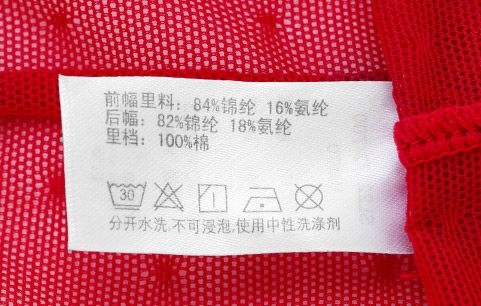 前幅里料：84%锦纶 16%氨纶
后幅：82%锦纶 18%氨纶
里档：100%棉
30
分开水洗,不可浸泡,使用中性洗涤剂